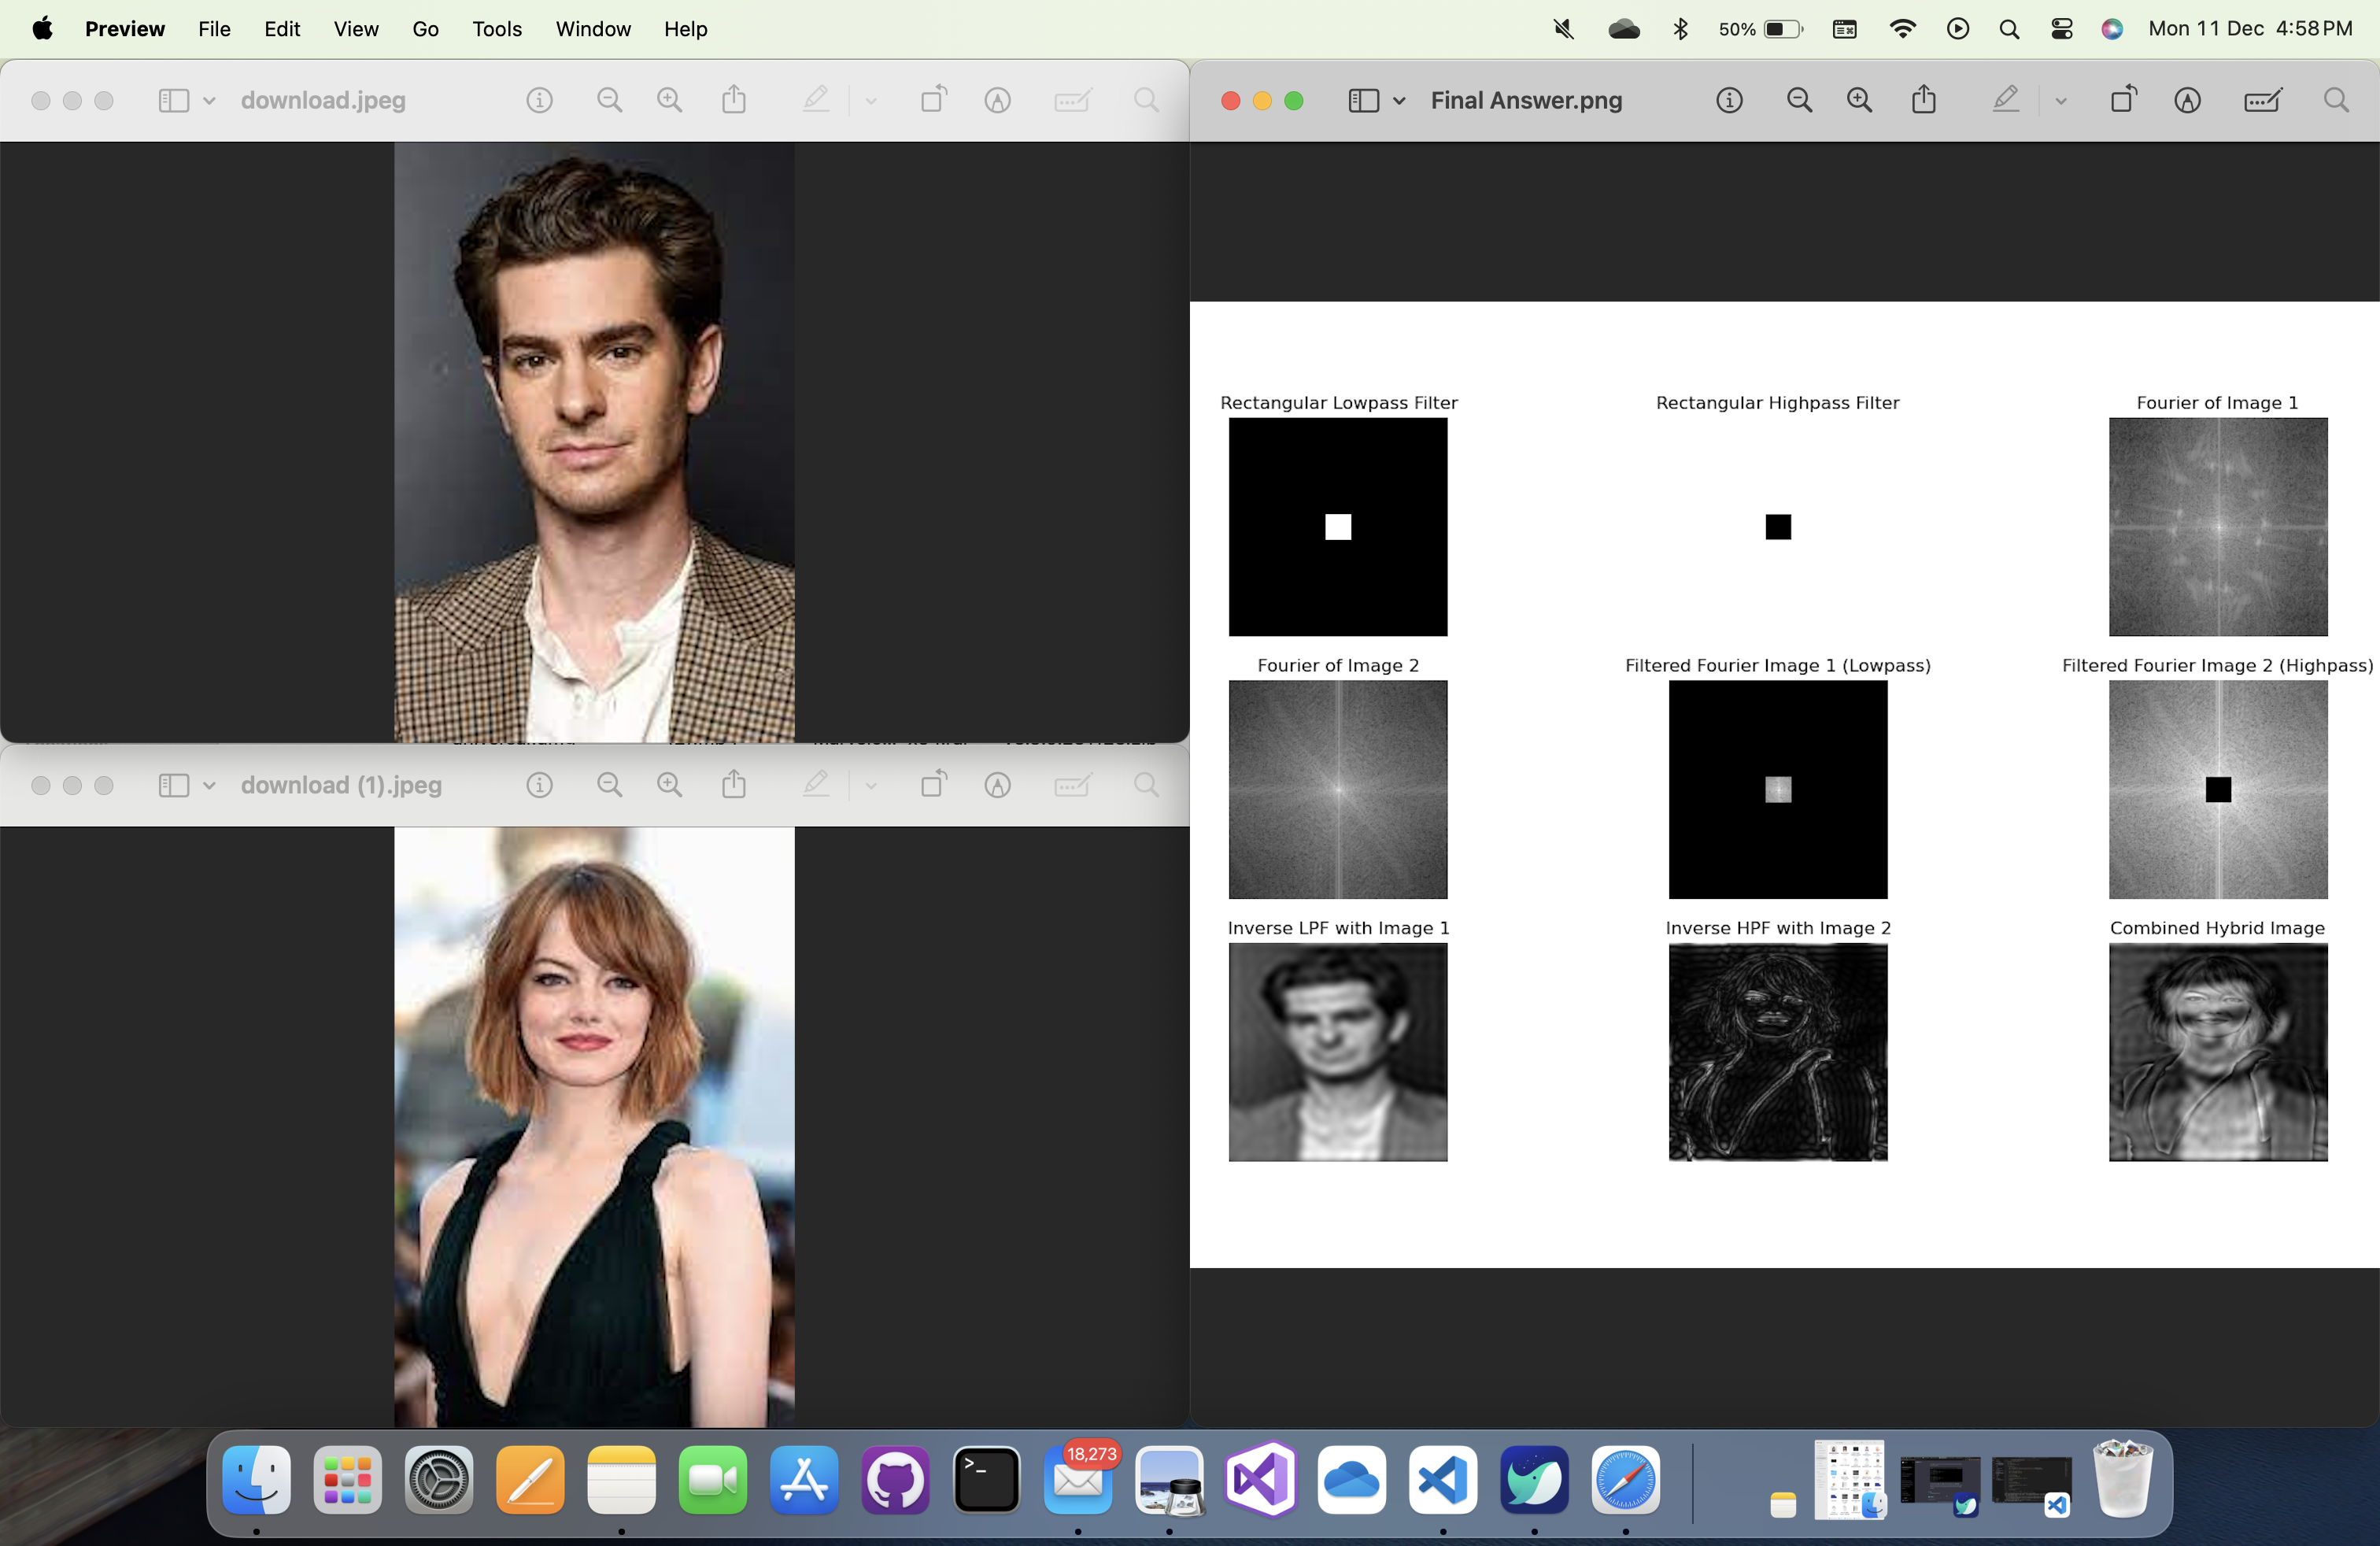 Preview File Edit View Go Tools Window Help 50% Mon 11 Dec 4:58 PM
download.jpeg
Final Answer.png
Rectangular Lowpass Filter
Rectangular Highpass Filter
Fourier of Image 1
Fourier of Image 2
Filtered Fourier Image 1 (Lowpass)
Filtered Fourier Image 2 (Highpass)
download (1).jpeg
Inverse LPF with Image 1
Inverse HPF with Image 2
Combined Hybrid Image
>_
18,273